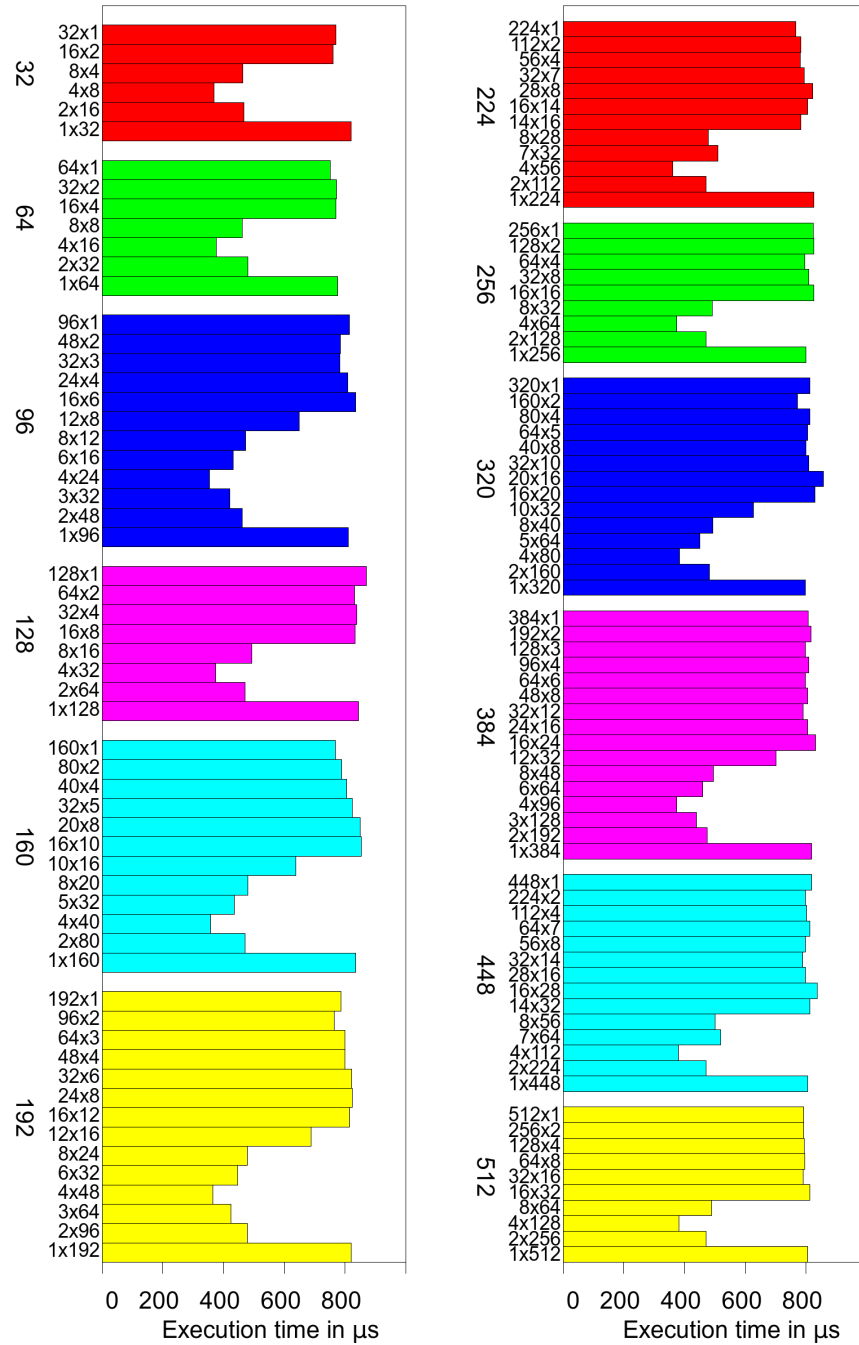 32
32x1
16x2
8x4
4x8
2x16
1x32
64
64x1
32x2
16x4
8x8
4x16
2x32
1x64
96
96x1
48x2
32x3
24x4
16x6
12x8
8x12
6x16
4x24
3x32
2x48
1x96
128
128x1
64x2
32x4
16x8
8x16
4x32
2x64
1x128
160
160x1
80x2
40x4
32x5
20x8
16x10
10x16
8x20
5x32
4x40
2x80
1x160
192
192x1
96x2
64x3
48x4
32x6
24x8
16x12
12x16
8x24
6x32
4x48
3x64
2x96
1x192
0 200 400 600 800
Execution time in μs
224
224x1
112x2
56x4
32x7
28x8
16x14
14x16
8x28
7x32
4x56
2x112
1x224
256
256x1
128x2
64x4
32x8
16x16
8x32
4x64
2x128
1x256
320
320x1
160x2
80x4
64x5
40x8
32x10
20x16
16x20
10x32
8x40
5x64
4x80
2x160
1x320
384
384x1
192x2
128x3
96x4
64x6
48x8
32x12
24x16
16x24
12x32
8x48
6x64
4x96
3x128
2x192
1x384
448
448x1
224x2
112x4
64x7
56x8
32x14
28x16
16x28
14x32
8x56
7x64
4x112
2x224
1x448
512
512x1
256x2
128x4
64x8
32x16
16x32
8x64
4x128
2x256
1x512
0 200 400 600 800
Execution time in μs